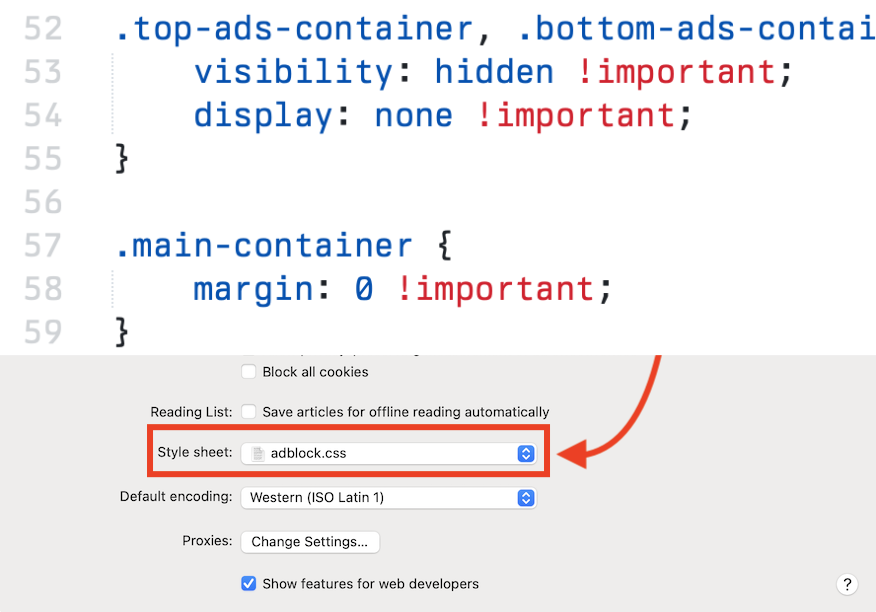 52 .top-ads-container, .bottom-ads-contai
53 visibility: hidden !important;
54 display: none !important;
55 }
56
57 .main-container {
58 margin: 0 !important;
59 }
Block all cookies
Reading List: Save articles for offline reading automatically
Style sheet: adblock.css
Default encoding: Western (ISO Latin 1)
Proxies: Change Settings...
Show features for web developers
?